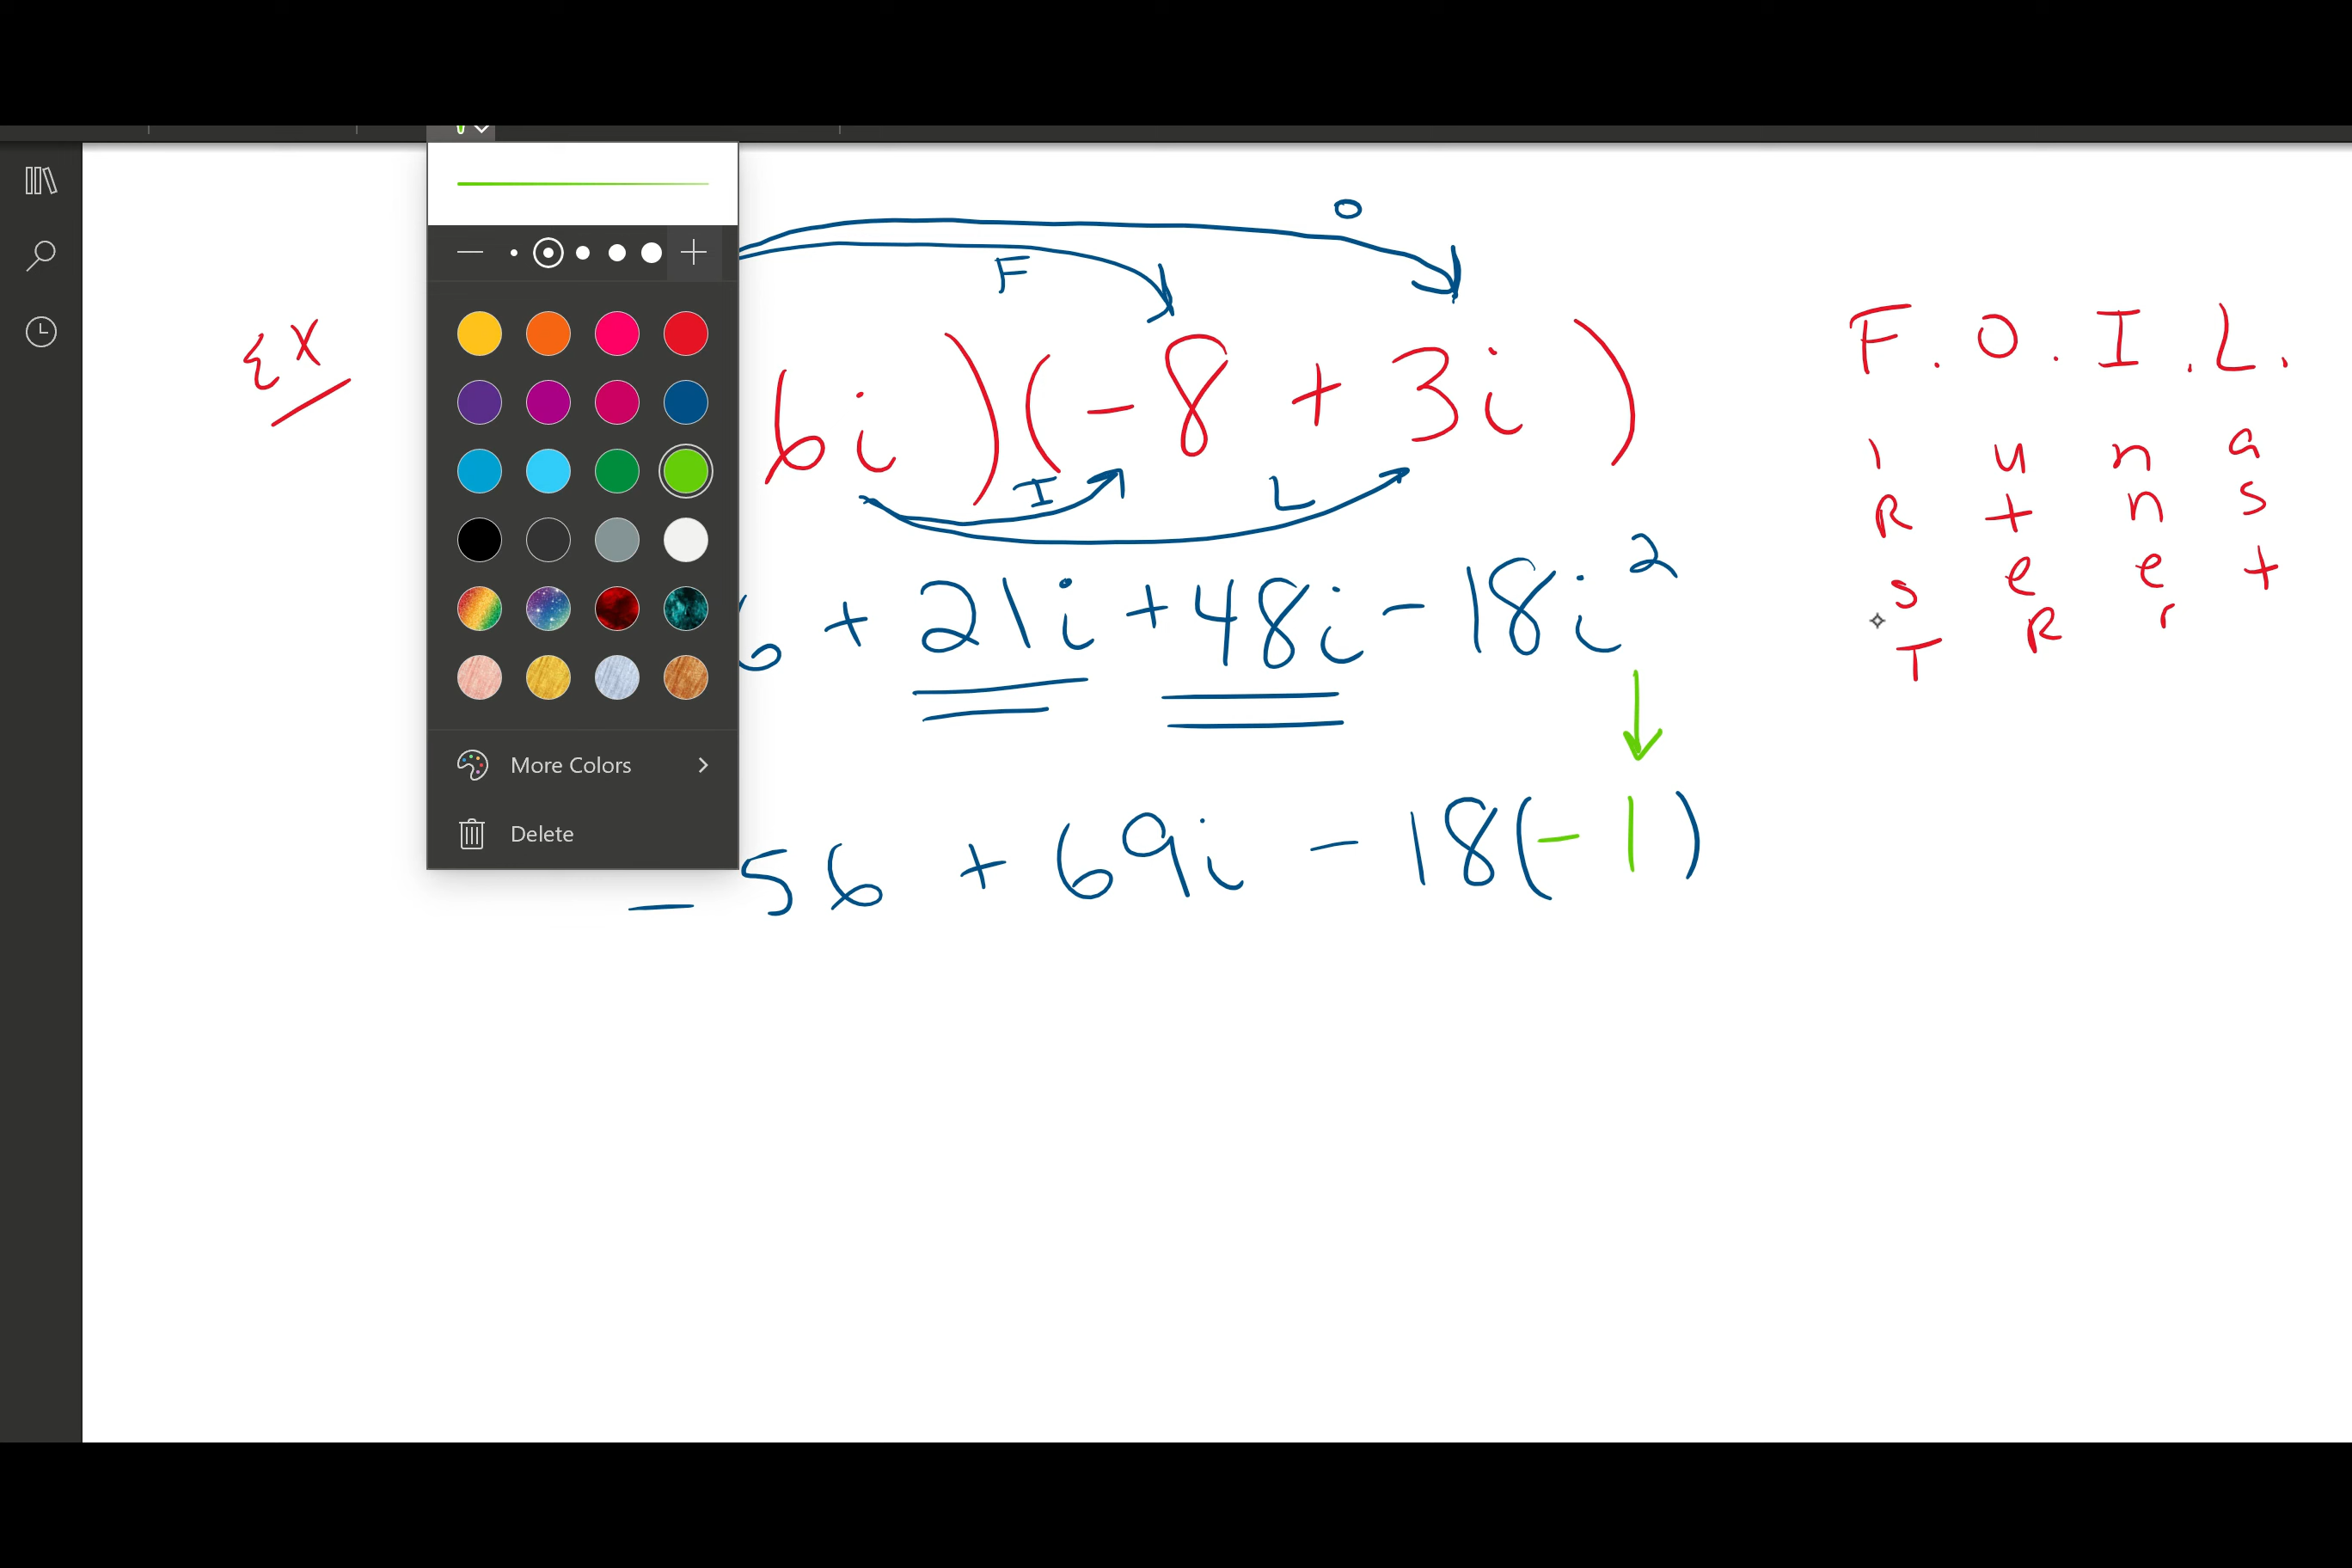 O
F
Ex
6i)(-8 + 3i)
F.O.I.L.
I
L
i u n a
R t n s
s e e t
T R r
6 + 21i + 48i - 18i²
- 56 + 69i - 18(-1)
More Colors
Delete